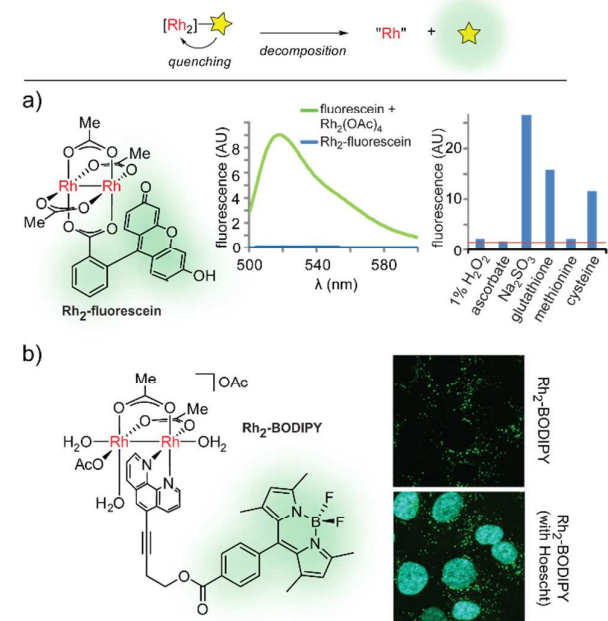 [Rh2]
quenching
decomposition
"Rh" +
a)
Me
O O
O Me
O
Rh Rh
O O
Me O
O O
O
O
OH
Rh2-fluorescein
fluorescence (AU)
8
6
4
2
0
500 540 580
λ (nm)
fluorescein +
Rh2(OAc)4
Rh2-fluorescein
fluorescence (AU)
20
10
0
1% H2O2
ascorbate
Na2SO3
glutathione
methionine
cysteine
b)
Me
OAc
O O
O Me
O
H2O Rh Rh OH2
AcO
N N
H2O
Rh2-BODIPY
O
O
N F
B F
N
Rh2-BODIPY
Rh2-BODIPY
(with Hoescht)